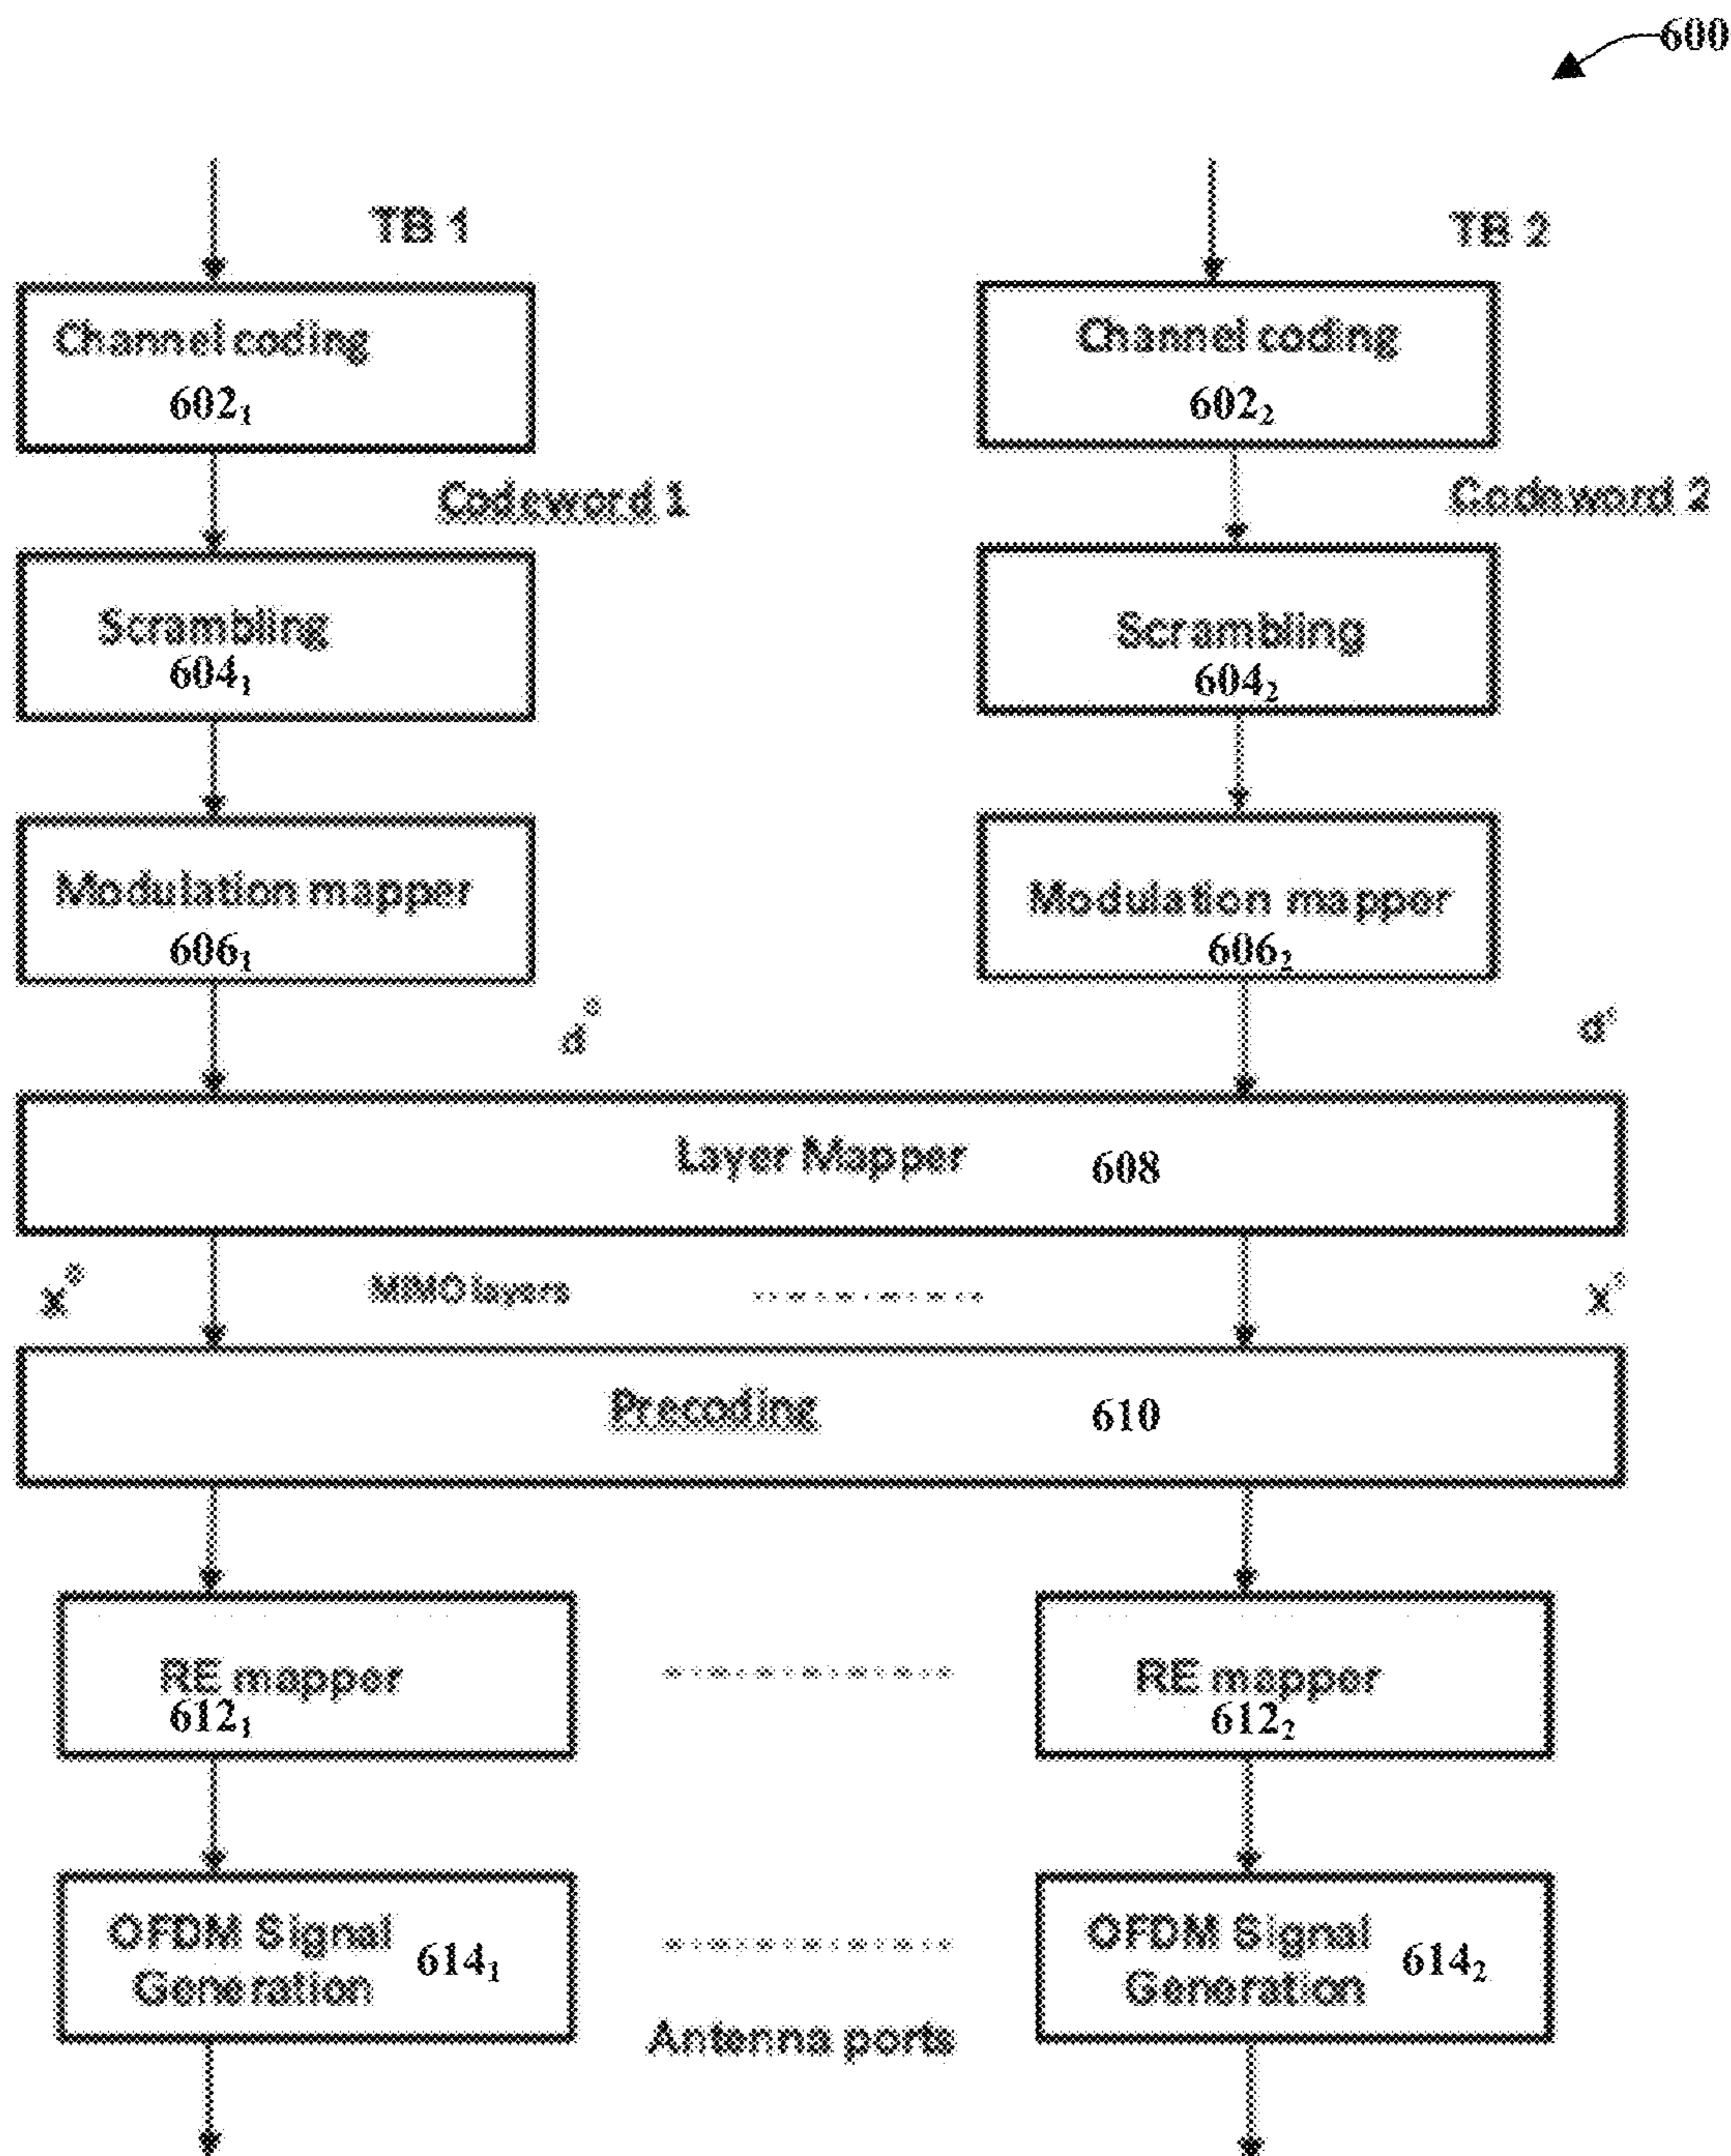 600
TB 1
TB 2
Channel coding
602₁
Channel coding
602₂
Codeword 1
Codeword 2
Scrambling
604₁
Scrambling
604₂
Modulation mapper
606₁
Modulation mapper
606₂
d
d
Layer Mapper 608
x
MIMO layers
x
Precoding 610
RE mapper
612₁
RE mapper
612₂
OFDM Signal
Generation 614₁
OFDM Signal
Generation 614₂
Antenna ports